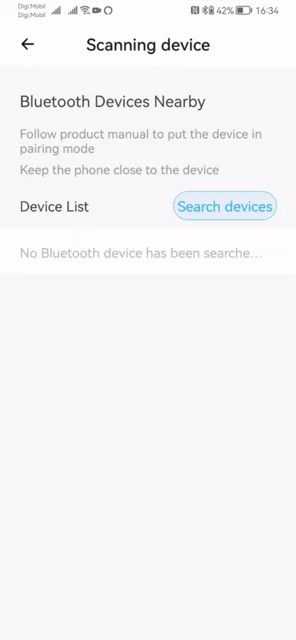 Digi.Mobil
Digi.Mobil
42%
16:34
Scanning device
Bluetooth Devices Nearby
Follow product manual to put the device in
pairing mode
Keep the phone close to the device
Device List
Search devices
No Bluetooth device has been searche…